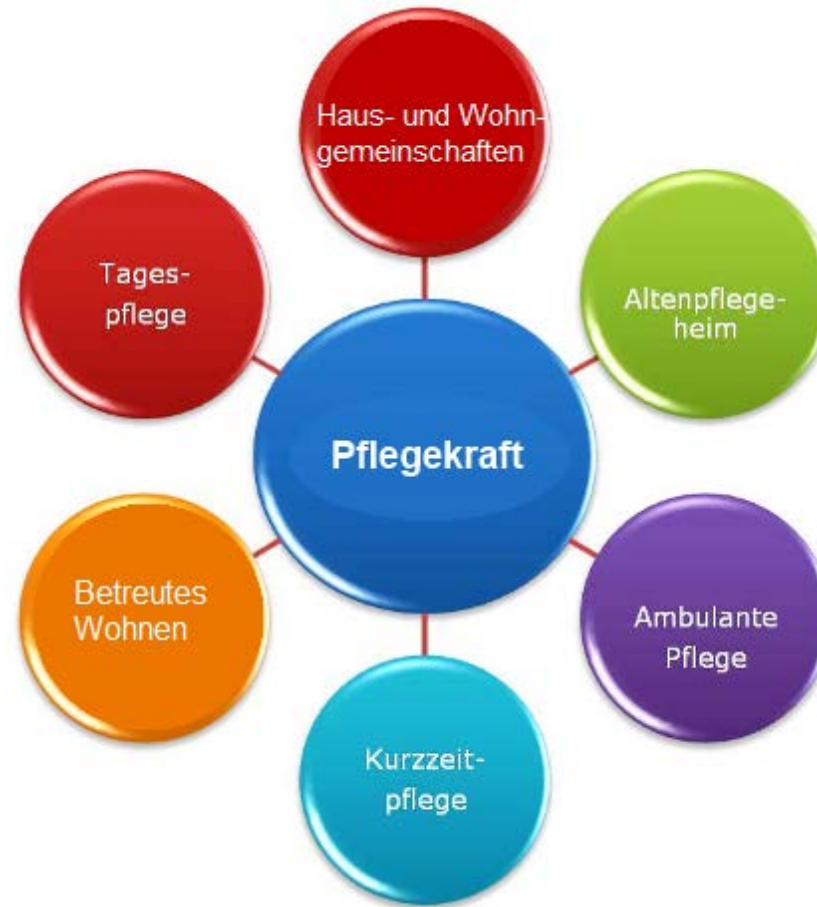 Haus- und Wohn-
gemeinschaften
Tages-
pflege
Altenpflege-
heim
Pflegekraft
Betreutes
Wohnen
Ambulante
Pflege
Kurzzeit-
pflege